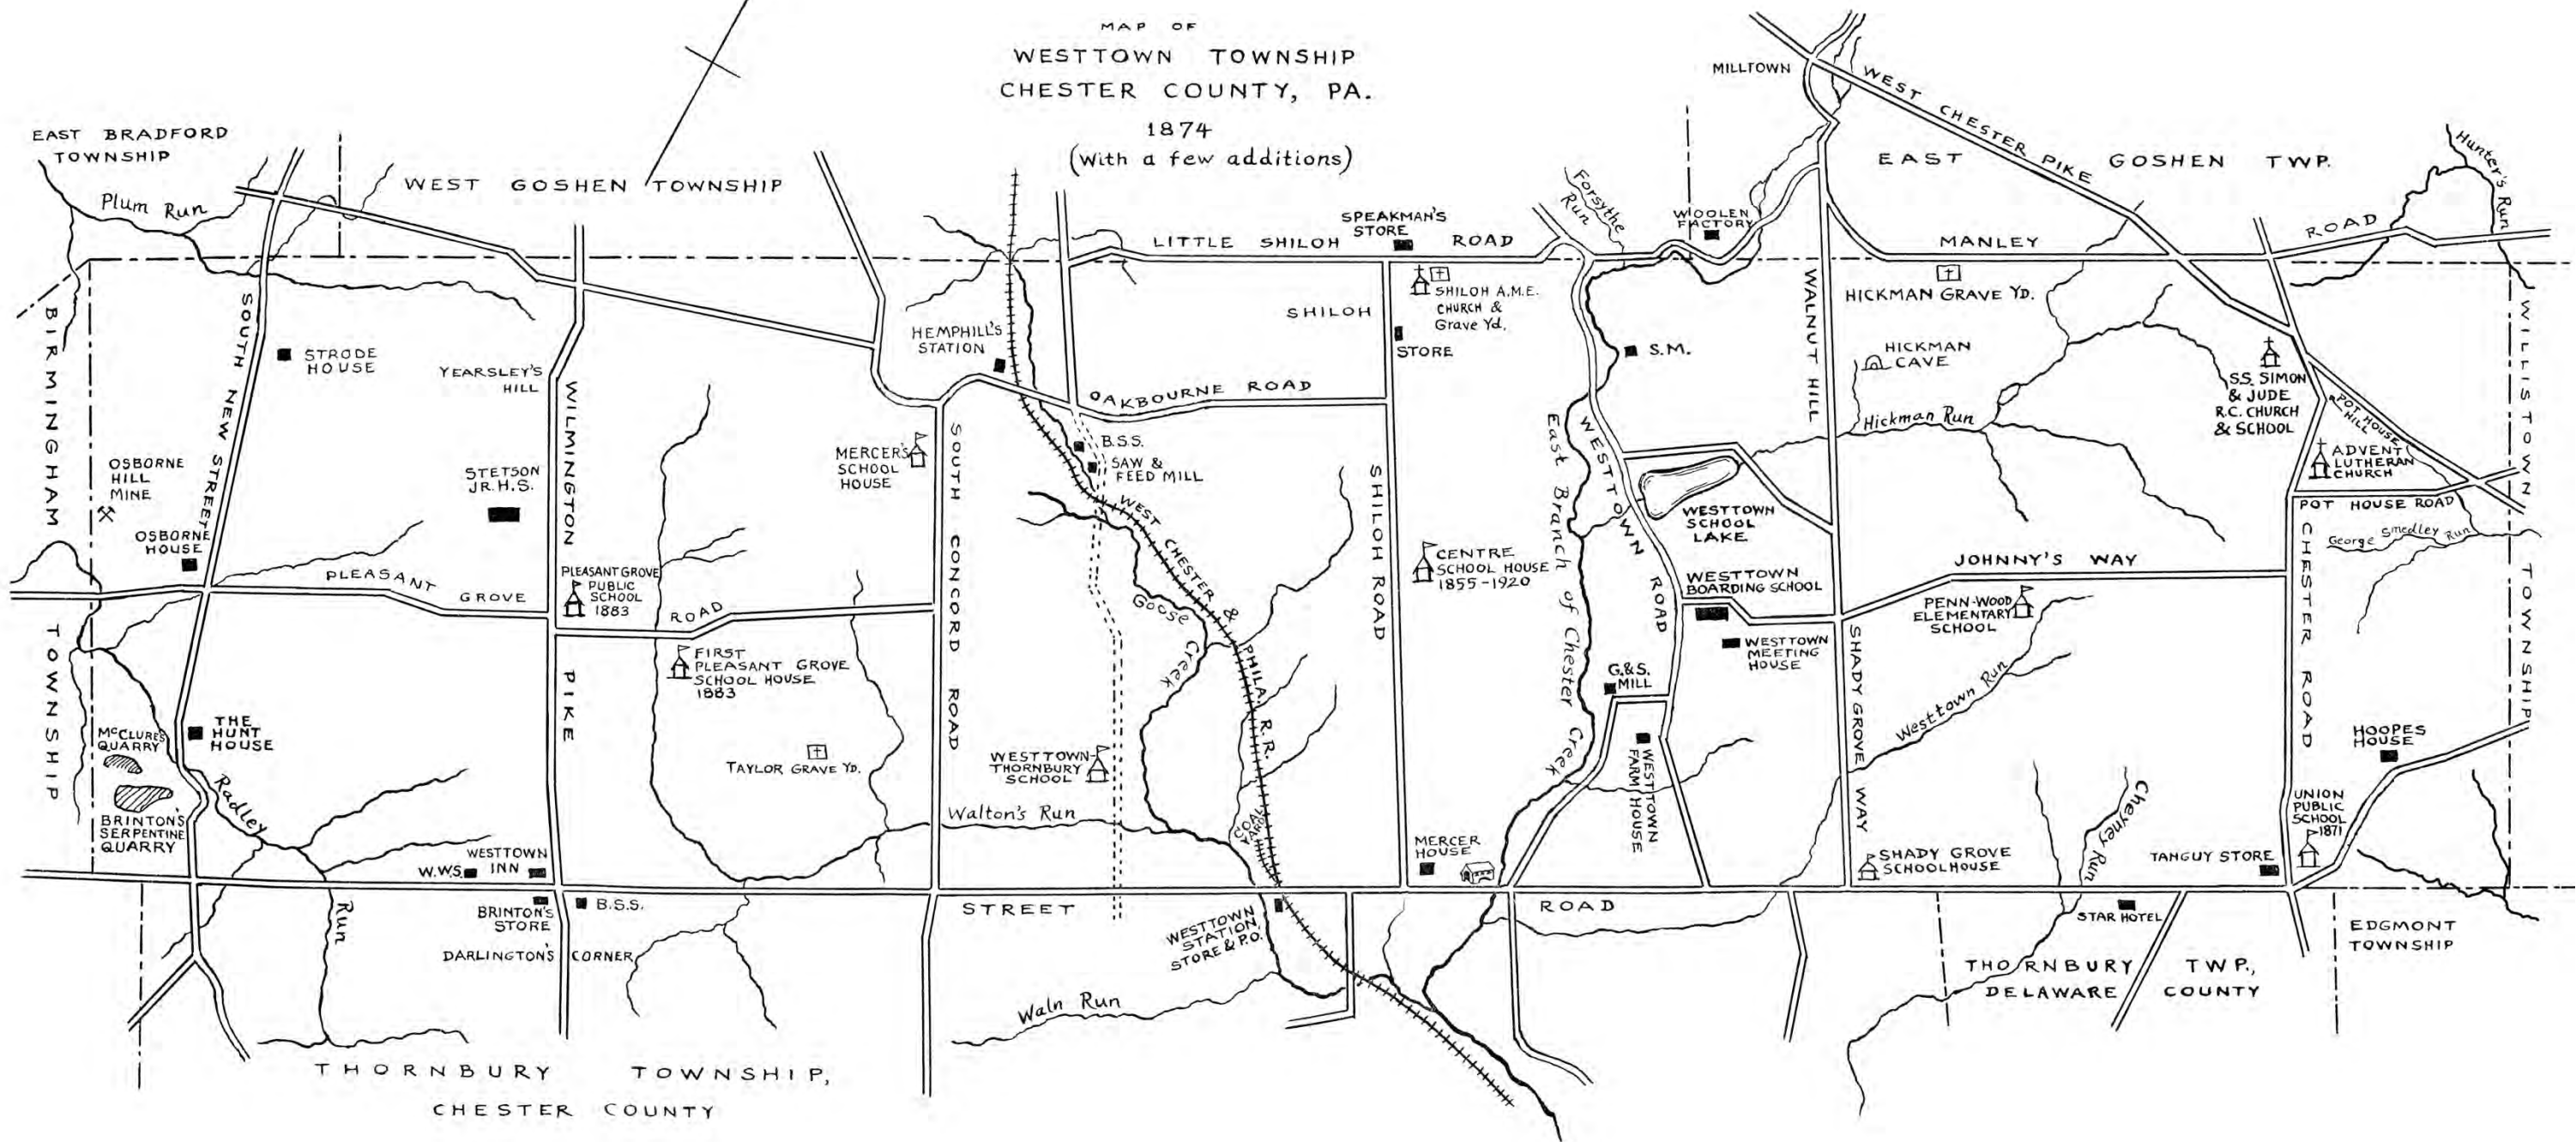 MAP OF
WESTTOWN TOWNSHIP
CHESTER COUNTY, PA.
1874
(With a few additions)
EAST BRADFORD
TOWNSHIP
Plum Run
WEST GOSHEN TOWNSHIP
MILLTOWN
WEST CHESTER PIKE
EAST GOSHEN TWP.
Hunter's Run
Forsythe
Run
WOOLEN
FACTORY
SPEAKMAN'S
STORE
LITTLE SHILOH ROAD
MANLEY ROAD
BIRMINGHAM TOWNSHIP
SOUTH NEW STREET
STRODE
HOUSE
YEARSLEY'S
HILL
WILMINGTON PIKE
HEMPHILL'S
STATION
SHILOH
SHILOH A.M.E.
CHURCH &
Grave Yd.
STORE
S.M.
WALNUT HILL
HICKMAN GRAVE YD.
HICKMAN
CAVE
Hickman Run
S.S. SIMON
& JUDE
R.C. CHURCH
& SCHOOL
POT HOUSE
HILL
WILLISTOWN TOWNSHIP
OAKBOURNE ROAD
OSBORNE
HILL
MINE
STETSON
JR.H.S.
MERCER'S
SCHOOL
HOUSE
SOUTH CONCORD ROAD
B.S.S.
SAW &
FEED MILL
WEST CHESTER & PHILA. R.R.
SHILOH ROAD
East Branch of Chester Creek
WESTTOWN ROAD
WESTTOWN
SCHOOL
LAKE
ADVENT
LUTHERAN
CHURCH
POT HOUSE ROAD
CHESTER ROAD
George Smedley Run
OSBORNE
HOUSE
PLEASANT GROVE ROAD
PLEASANT GROVE
PUBLIC
SCHOOL
1883
Goose Creek
CENTRE
SCHOOL HOUSE
1855-1920
WESTTOWN
BOARDING SCHOOL
JOHNNY'S WAY
PENN-WOOD
ELEMENTARY
SCHOOL
FIRST
PLEASANT GROVE
SCHOOL HOUSE
1883
WESTTOWN
MEETING
HOUSE
SHADY GROVE WAY
G.&S.
MILL
Westtown Run
McCLURE'S
QUARRY
THE
HUNT
HOUSE
TAYLOR GRAVE YD.
WESTTOWN-
THORNBURY
SCHOOL
WESTTOWN
FARM HOUSE
HOOPES
HOUSE
BRINTON'S
SERPENTINE
QUARRY
Radley Run
Walton's Run
COAL
YARD
Cheyney Run
UNION
PUBLIC
SCHOOL
1871
W.W.S.
WESTTOWN
INN
MERCER
HOUSE
SHADY GROVE
SCHOOLHOUSE
TANGUY STORE
BRINTON'S
STORE
B.S.S.
STREET ROAD
DARLINGTON'S CORNER
WESTTOWN
STATION,
STORE & P.O.
STAR HOTEL
EDGMONT
TOWNSHIP
Waln Run
THORNBURY TWP.,
DELAWARE COUNTY
THORNBURY TOWNSHIP,
CHESTER COUNTY